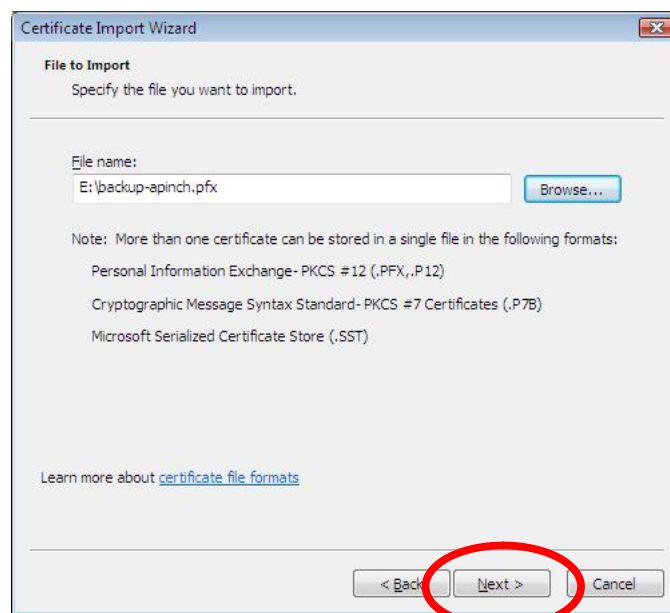 Certificate Import Wizard
File to Import
Specify the file you want to import.
File name:
E:\backup-apinch.pfx
Browse...
Note: More than one certificate can be stored in a single file in the following formats:
Personal Information Exchange- PKCS #12 (.PFX,.P12)
Cryptographic Message Syntax Standard- PKCS #7 Certificates (.P7B)
Microsoft Serialized Certificate Store (.SST)
Learn more about certificate file formats
< Back Next > Cancel